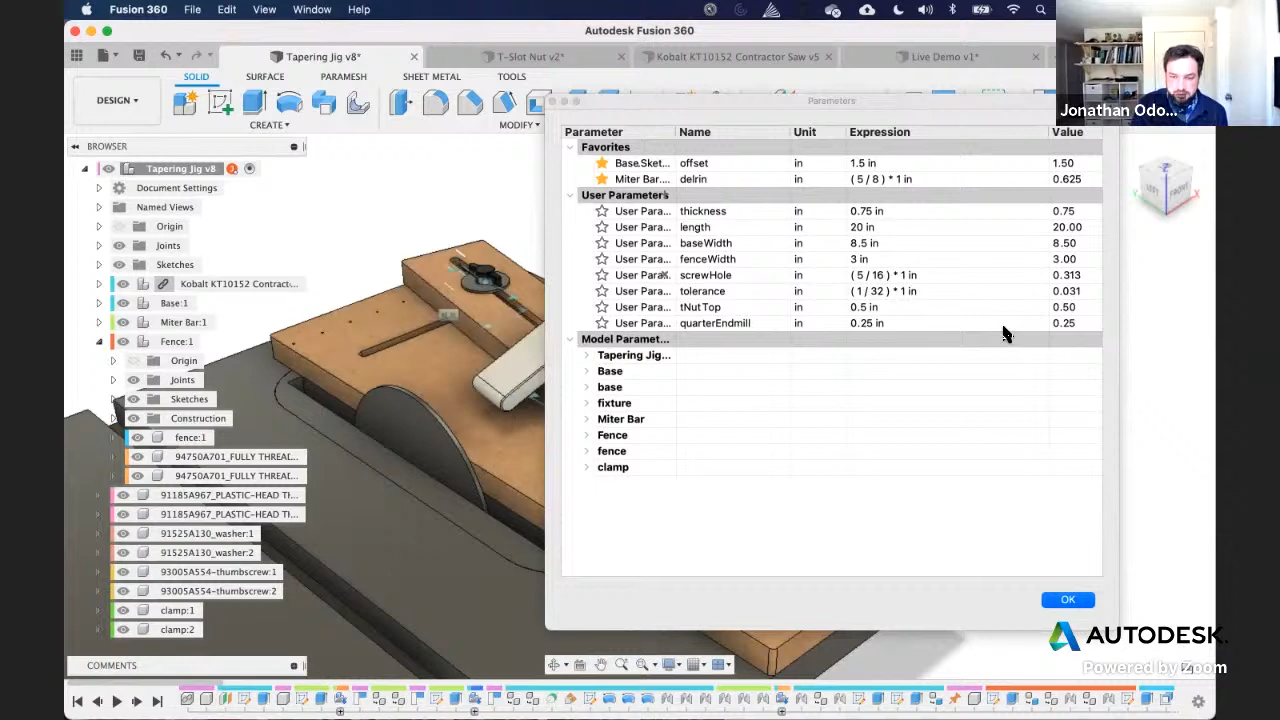 Fusion 360 File Edit View Window Help
Autodesk Fusion 360
Tapering Jig v8* T-Slot Nut v2* Kobalt KT10152 Contractor Saw v5 Live Demo v1*
SOLID SURFACE PARAMESH SHEET METAL TOOLS
DESIGN
CREATE MODIFY
Jonathan Odo...
BROWSER
Tapering Jig v8
Document Settings
Named Views
Origin
Joints
Sketches
Kobalt KT10152 Contract...
Base:1
Miter Bar:1
Fence:1
Origin
Joints
Sketches
Construction
fence:1
94750A701_FULLY THREAD...
94750A701_FULLY THREAD...
91185A967_PLASTIC-HEAD TH...
91185A967_PLASTIC-HEAD TH...
91525A130_washer:1
91525A130_washer:2
93005A554-thumbscrew:1
93005A554-thumbscrew:2
clamp:1
clamp:2
COMMENTS
Parameters
Parameter Name Unit Expression Value
Favorites
Base.Sket... offset in 1.5 in 1.50
Miter Bar.... delrin in ( 5 / 8 ) * 1 in 0.625
User Parameters
User Para... thickness in 0.75 in 0.75
User Para... length in 20 in 20.00
User Para... baseWidth in 8.5 in 8.50
User Para... fenceWidth in 3 in 3.00
User Para... screwHole in ( 5 / 16 ) * 1 in 0.313
User Para... tolerance in ( 1 / 32 ) * 1 in 0.031
User Para... tNutTop in 0.5 in 0.50
User Para... quarterEndmill in 0.25 in 0.25
Model Paramet...
Tapering Jig...
Base
base
fixture
Miter Bar
Fence
fence
clamp
OK
LEFT FRONT
Z
Y
X
AUTODESK.
Powered by Zoom